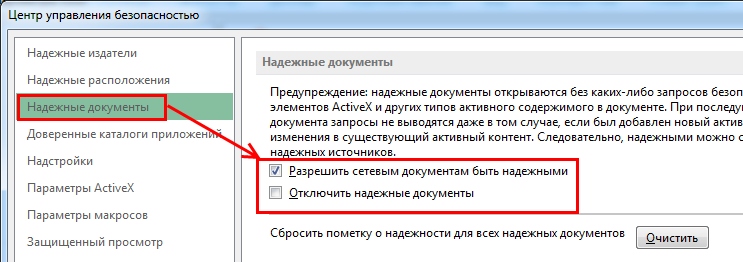 Центр управления безопасностью
Надежные издатели
Надежные расположения
Надежные документы
Доверенные каталоги приложений
Надстройки
Параметры ActiveX
Параметры макросов
Защищенный просмотр
Надежные документы
Предупреждение: надежные документы открываются без каких-либо запросов безоп
элементов ActiveX и других типов активного содержимого в документе. При последу
документа запросы не выводятся даже в том случае, если был добавлен новый актив
изменения в существующий активный контент. Следовательно, надежными можно с
надежных источников.
Разрешить сетевым документам быть надежными
Отключить надежные документы
Сбросить пометку о надежности для всех надежных документов
Очистить